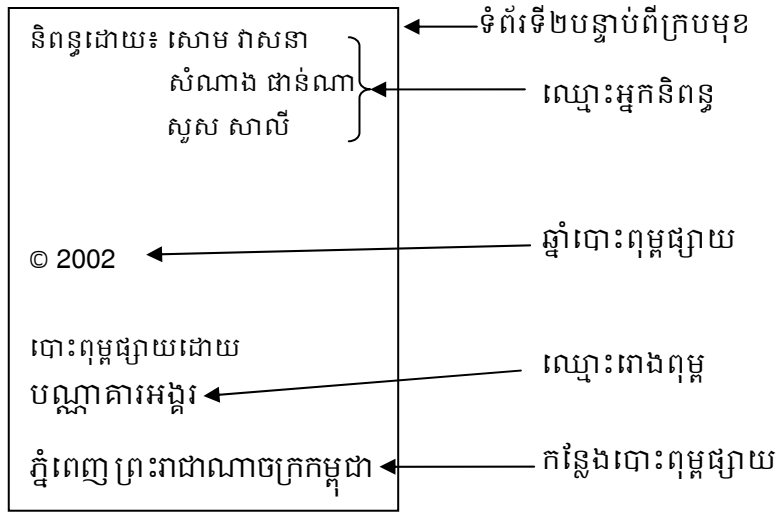 ទំព័រទី២បន្ទាប់ពីក្របមុខ
និពន្ធដោយ៖ សោម វាសនា
សំណាង ផាន់ណា
ឈ្មោះអ្នកនិពន្ធ
សួស សាលី
ឆ្នាំបោះពុម្ពផ្សាយ
© 2002
បោះពុម្ពផ្សាយដោយ
ឈ្មោះរោងពុម្ព
បណ្ណាគារអង្គរ
ភ្នំពេញ ព្រះរាជាណាចក្រកម្ពុជា
កន្លែងបោះពុម្ពផ្សាយ